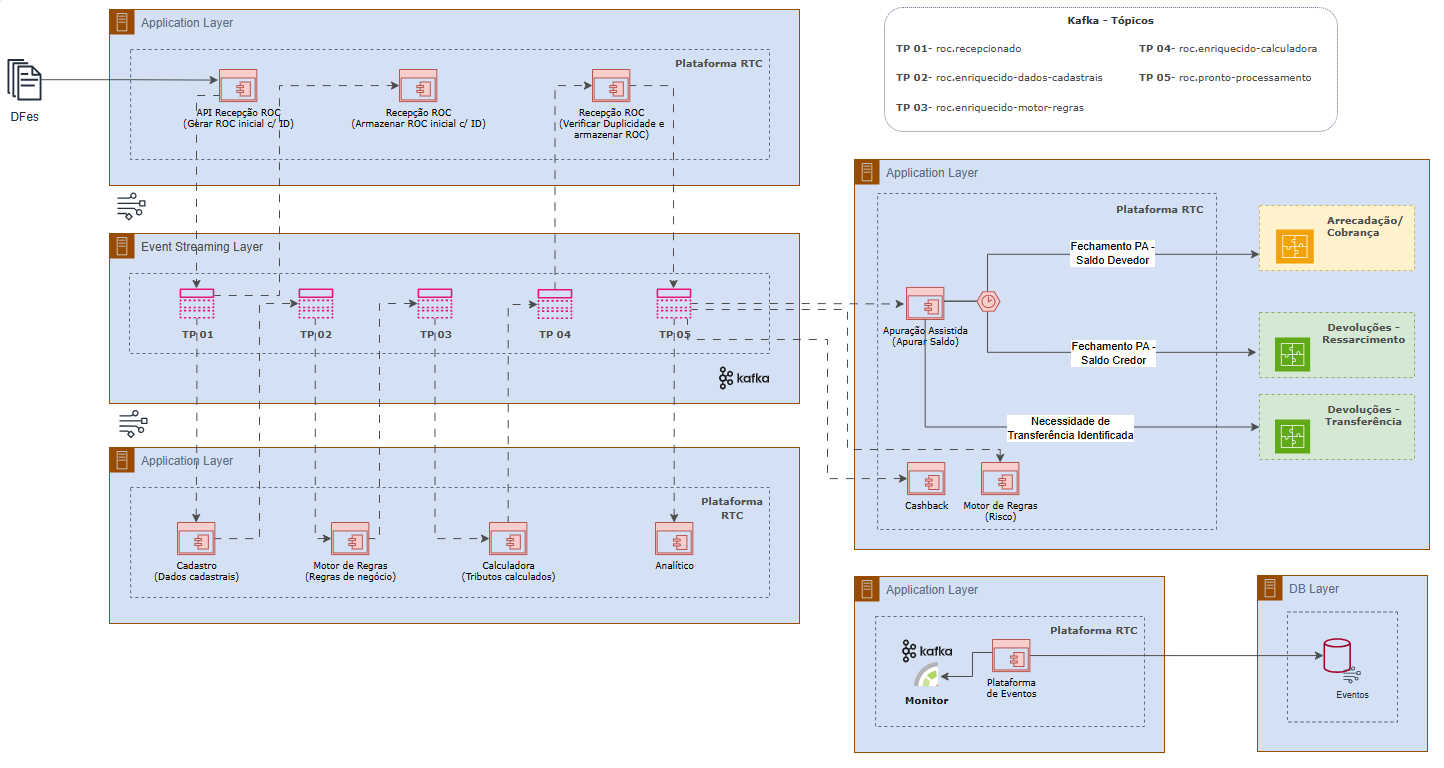 DFes
Application Layer
Plataforma RTC
API Recepção ROC
(Gerar ROC inicial c/ ID)
Recepção ROC
(Armazenar ROC inicial c/ ID)
Recepção ROC
(Verificar Duplicidade e
armazenar ROC)
Kafka - Tópicos
TP 01- roc.recepcionado
TP 04- roc.enriquecido-calculadora
TP 02- roc.enriquecido-dados-cadastrais
TP 05- roc.pronto-processamento
TP 03- roc.enriquecido-motor-regras
Event Streaming Layer
TP 01
TP 02
TP 03
TP 04
TP 05
kafka
Application Layer
Plataforma
RTC
Cadastro
(Dados cadastrais)
Motor de Regras
(Regras de negócio)
Calculadora
(Tributos calculados)
Analítico
Application Layer
Plataforma RTC
Apuração Assistida
(Apurar Saldo)
Fechamento PA -
Saldo Devedor
Fechamento PA -
Saldo Credor
Necessidade de
Transferência Identificada
Arrecadação/
Cobrança
Devoluções -
Ressarcimento
Devoluções -
Transferência
Cashback
Motor de Regras
(Risco)
Application Layer
Plataforma RTC
kafka
Monitor
Plataforma
de Eventos
DB Layer
Eventos